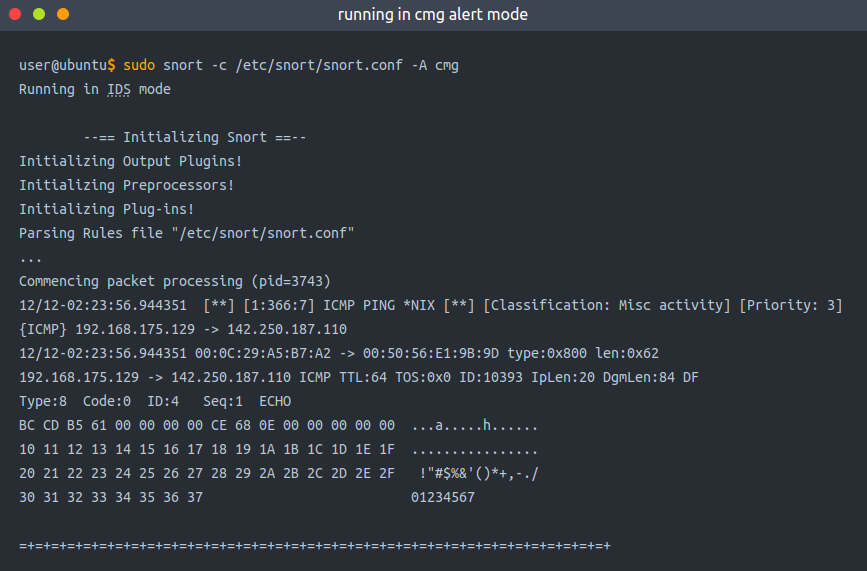 running in cmg alert mode
user@ubuntu$ sudo snort -c /etc/snort/snort.conf -A cmg
Running in IDS mode
--== Initializing Snort ==--
Initializing Output Plugins!
Initializing Preprocessors!
Initializing Plug-ins!
Parsing Rules file "/etc/snort/snort.conf"
...
Commencing packet processing (pid=3743)
12/12-02:23:56.944351  [**] [1:366:7] ICMP PING *NIX [**] [Classification: Misc activity] [Priority: 3]
{ICMP} 192.168.175.129 -> 142.250.187.110
12/12-02:23:56.944351 00:0C:29:A5:B7:A2 -> 00:50:56:E1:9B:9D type:0x800 len:0x62
192.168.175.129 -> 142.250.187.110 ICMP TTL:64 TOS:0x0 ID:10393 IpLen:20 DgmLen:84 DF
Type:8  Code:0  ID:4   Seq:1  ECHO
BC CD B5 61 00 00 00 00 CE 68 0E 00 00 00 00 00  ...a.....h......
10 11 12 13 14 15 16 17 18 19 1A 1B 1C 1D 1E 1F  ................
20 21 22 23 24 25 26 27 28 29 2A 2B 2C 2D 2E 2F   !"#$%&'()*+,-./
30 31 32 33 34 35 36 37                          01234567
=+=+=+=+=+=+=+=+=+=+=+=+=+=+=+=+=+=+=+=+=+=+=+=+=+=+=+=+=+=+=+=+=+=+=+=+=+